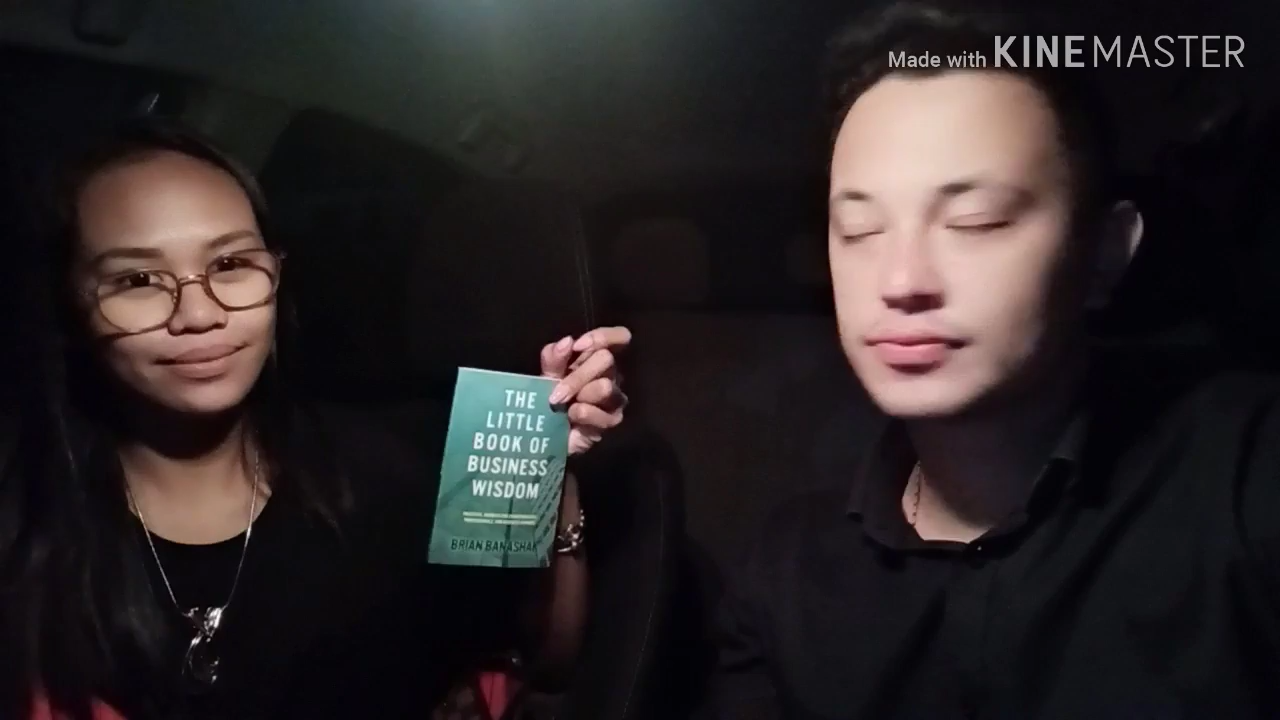 Made with KINEMASTER
THE
LITTLE
BOOK OF
BUSINESS
WISDOM
BRIAN BANASHAK